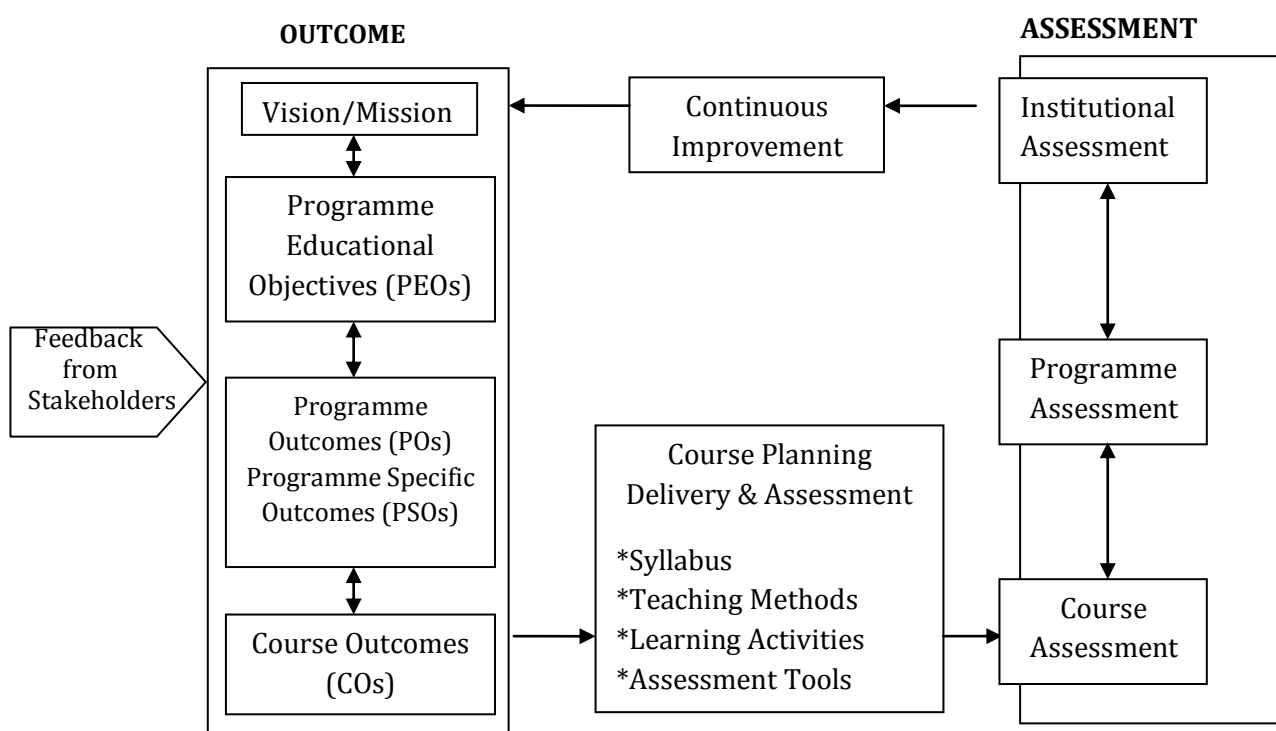 OUTCOME
ASSESSMENT
Vision/Mission
Programme
Educational
Objectives (PEOs)
Programme
Outcomes (POs)
Programme Specific
Outcomes (PSOs)
Course Outcomes
(COs)
Feedback
from
Stakeholders
Continuous
Improvement
Course Planning
Delivery & Assessment
*Syllabus
*Teaching Methods
*Learning Activities
*Assessment Tools
Institutional
Assessment
Programme
Assessment
Course
Assessment